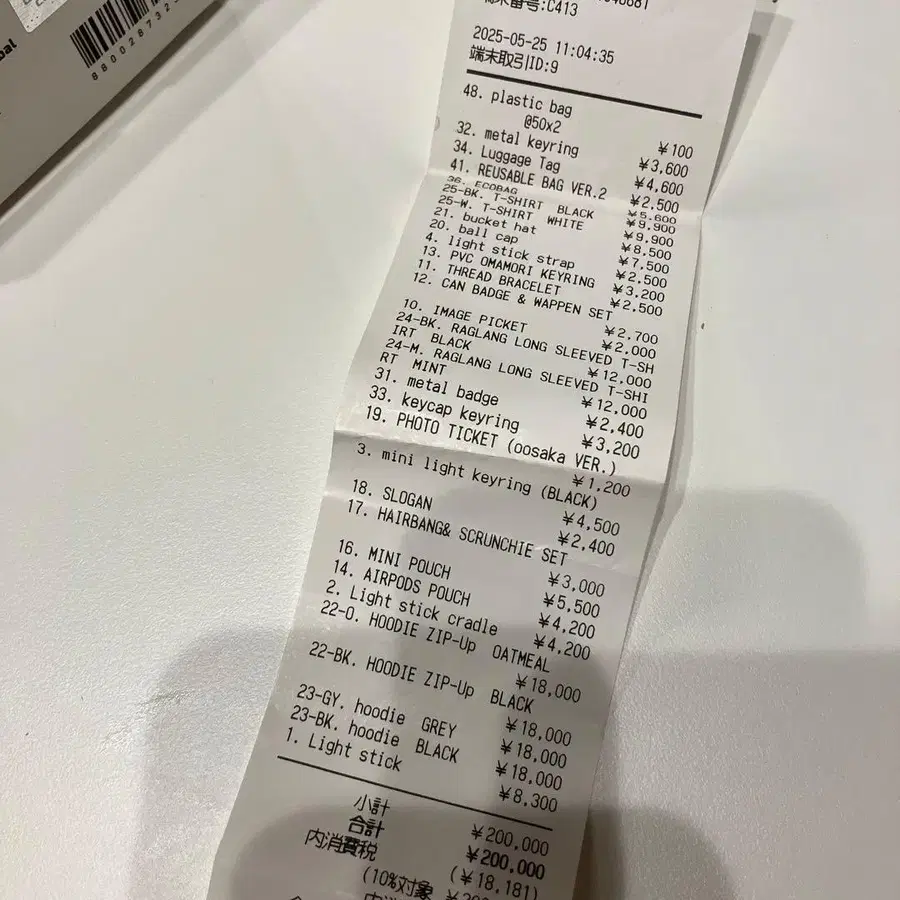 bal
端末番号:C413
2025-05-25 11:04:35
端末取引ID:9
48. plastic bag
@50x2 ¥100
32. metal keyring ¥3,600
34. Luggage Tag ¥4,600
41. REUSABLE BAG VER.2 ¥2,500
36. ECOBAG ¥5,600
25-BK. T-SHIRT BLACK ¥9,900
25-W. T-SHIRT WHITE ¥9,900
21. bucket hat ¥8,500
20. ball cap ¥7,500
4. light stick strap ¥2,500
13. PVC OMAMORI KEYRING ¥3,200
11. THREAD BRACELET ¥2,500
12. CAN BADGE & WAPPEN SET
¥2,700
10. IMAGE PICKET ¥2,000
24-BK. RAGLANG LONG SLEEVED T-SH
IRT BLACK ¥12,000
24-M. RAGLANG LONG SLEEVED T-SHI
RT MINT ¥12,000
31. metal badge ¥2,400
33. keycap keyring ¥3,200
19. PHOTO TICKET (oosaka VER.)
¥1,200
3. mini light keyring (BLACK)
¥4,500
18. SLOGAN ¥2,400
17. HAIRBANG& SCRUNCHIE SET
¥3,000
16. MINI POUCH ¥5,500
14. AIRPODS POUCH ¥4,200
2. Light stick cradle ¥4,200
22-O. HOODIE ZIP-Up OATMEAL
¥18,000
22-BK. HOODIE ZIP-Up BLACK
¥18,000
23-GY. hoodie GREY ¥18,000
23-BK. hoodie BLACK ¥18,000
1. Light stick ¥8,300
小計 ¥200,000
合計 ¥200,000
内消費税 (¥18,181)
(10%対象